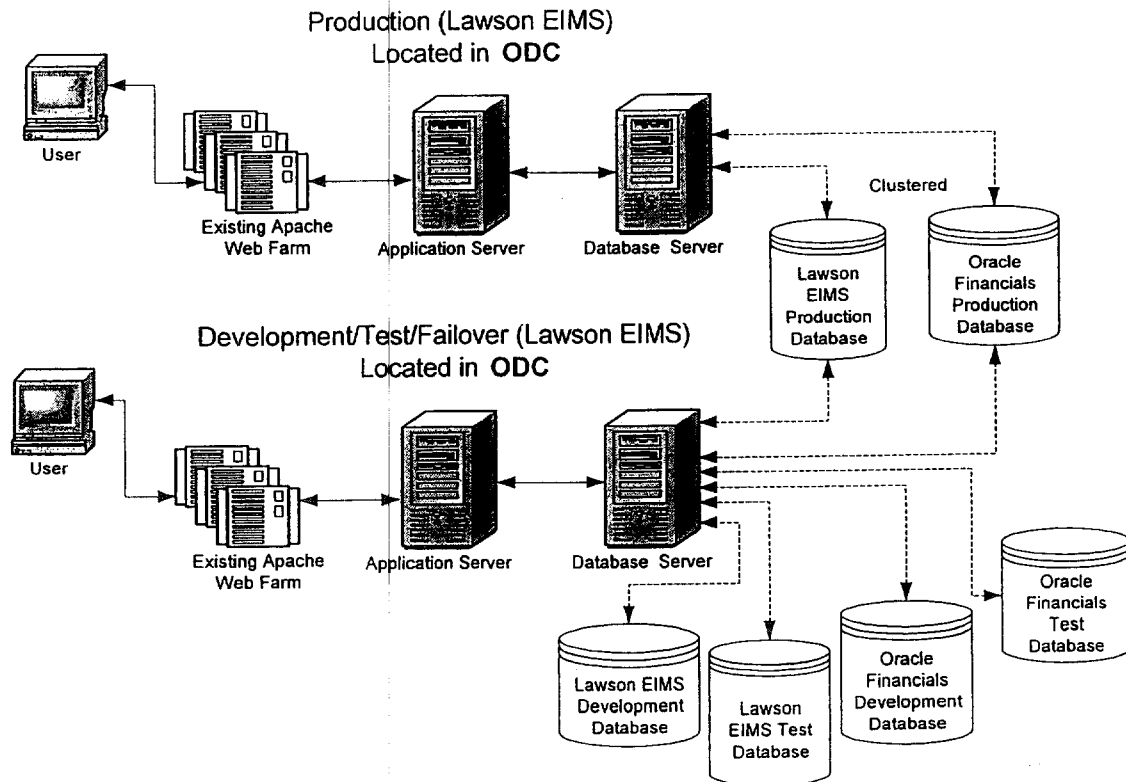 Production (Lawson EIMS)
Located in ODC
User
Existing Apache
Web Farm
Application Server
Database Server
Clustered
Lawson
EIMS
Production
Database
Oracle
Financials
Production
Database
Development/Test/Failover (Lawson EIMS)
Located in ODC
User
Existing Apache
Web Farm
Application Server
Database Server
Lawson EIMS
Development
Database
Lawson
EIMS Test
Database
Oracle
Financials
Development
Database
Oracle
Financials
Test
Database